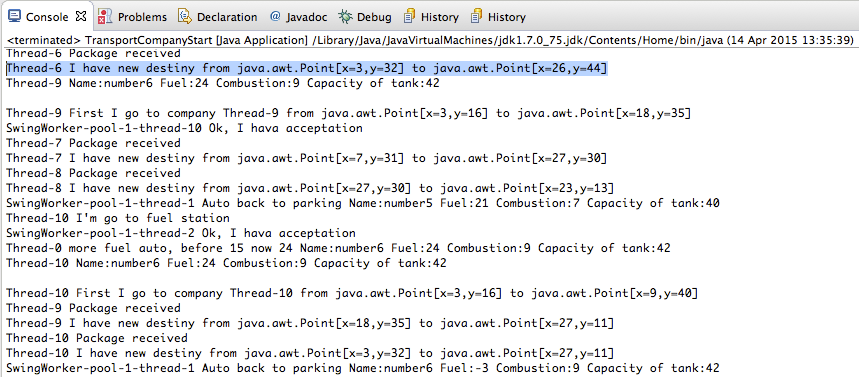 Console Problems Declaration @ Javadoc Debug History History
<terminated> TransportCompanyStart [Java Application] /Library/Java/JavaVirtualMachines/jdk1.7.0_75.jdk/Contents/Home/bin/java (14 Apr 2015 13:35:39)
Thread-6 Package received
Thread-6 I have new destiny from java.awt.Point[x=3,y=32] to java.awt.Point[x=26,y=44]
Thread-9 Name:number6 Fuel:24 Combustion:9 Capacity of tank:42
Thread-9 First I go to company Thread-9 from java.awt.Point[x=3,y=16] to java.awt.Point[x=18,y=35]
SwingWorker-pool-1-thread-10 Ok, I hava acceptation
Thread-7 Package received
Thread-7 I have new destiny from java.awt.Point[x=7,y=31] to java.awt.Point[x=27,y=30]
Thread-8 Package received
Thread-8 I have new destiny from java.awt.Point[x=27,y=30] to java.awt.Point[x=23,y=13]
SwingWorker-pool-1-thread-1 Auto back to parking Name:number5 Fuel:21 Combustion:7 Capacity of tank:40
Thread-10 I'm go to fuel station
SwingWorker-pool-1-thread-2 Ok, I hava acceptation
Thread-0 more fuel auto, before 15 now 24 Name:number6 Fuel:24 Combustion:9 Capacity of tank:42
Thread-10 Name:number6 Fuel:24 Combustion:9 Capacity of tank:42
Thread-10 First I go to company Thread-10 from java.awt.Point[x=3,y=16] to java.awt.Point[x=9,y=40]
Thread-9 Package received
Thread-9 I have new destiny from java.awt.Point[x=18,y=35] to java.awt.Point[x=27,y=11]
Thread-10 Package received
Thread-10 I have new destiny from java.awt.Point[x=3,y=32] to java.awt.Point[x=27,y=11]
SwingWorker-pool-1-thread-1 Auto back to parking Name:number6 Fuel:-3 Combustion:9 Capacity of tank:42